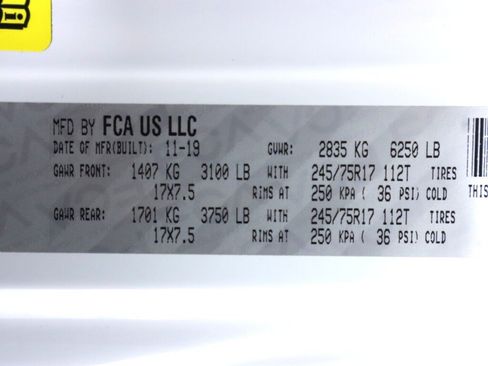 MFD BY FCA US LLC
DATE OF MFR(BUILT): 11-19 GVWR: 2835 KG 6250 LB
GAWR FRONT: 1407 KG 3100 LB WITH 245/75R17 112T TIRES
17X7.5 RIMS AT 250 KPA ( 36 PSI) COLD THIS
GAWR REAR: 1701 KG 3750 LB WITH 245/75R17 112T TIRES
17X7.5 RIMS AT 250 KPA ( 36 PSI) COLD